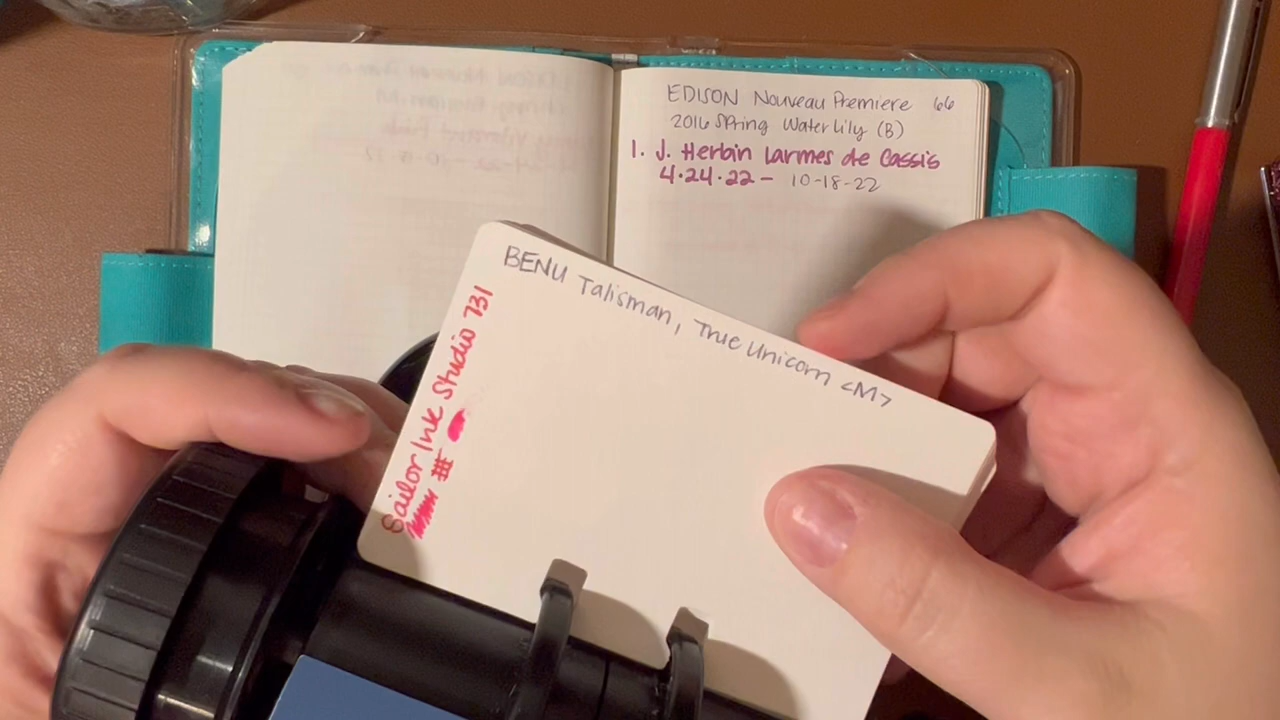 EDISON Nouveau Premiere 66
2016 Spring Water Lily (B)
1. J. Herbin Larmes de Cassis
4.24.22 - 10-18-22
BENU Talisman, True Unicorn <M>
Sailor Ink Studio 731